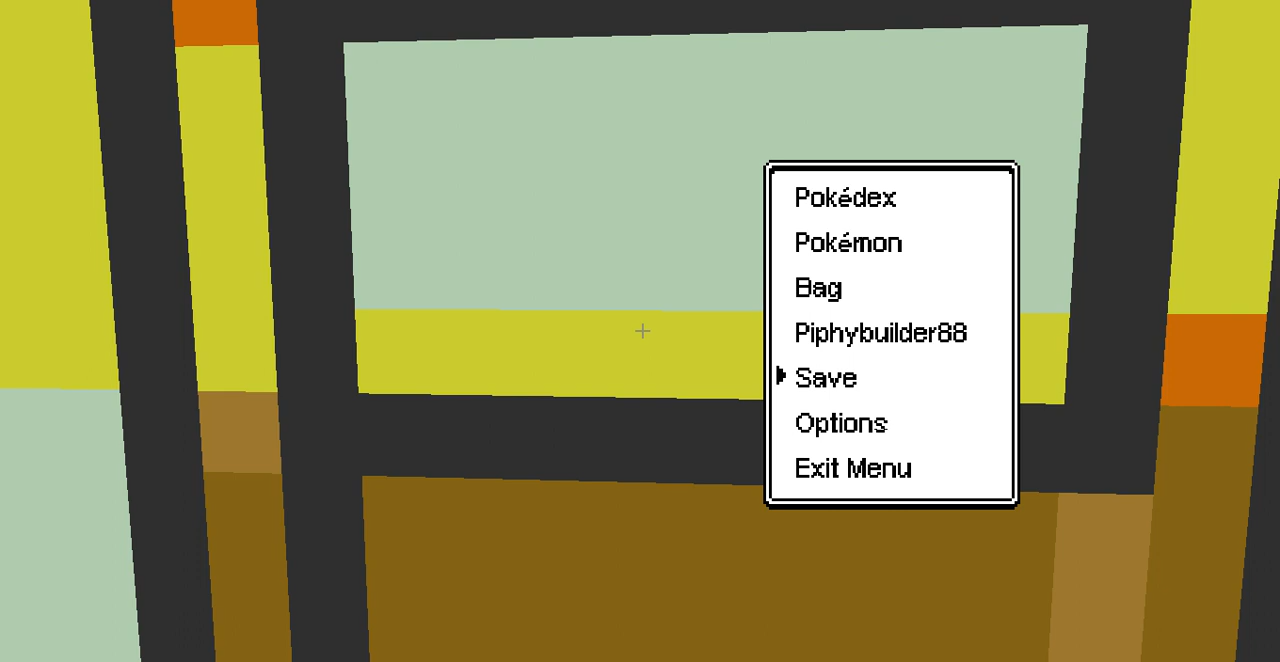 Pokédex
Pokémon
Bag
Piphybuilder88
Save
Options
Exit Menu